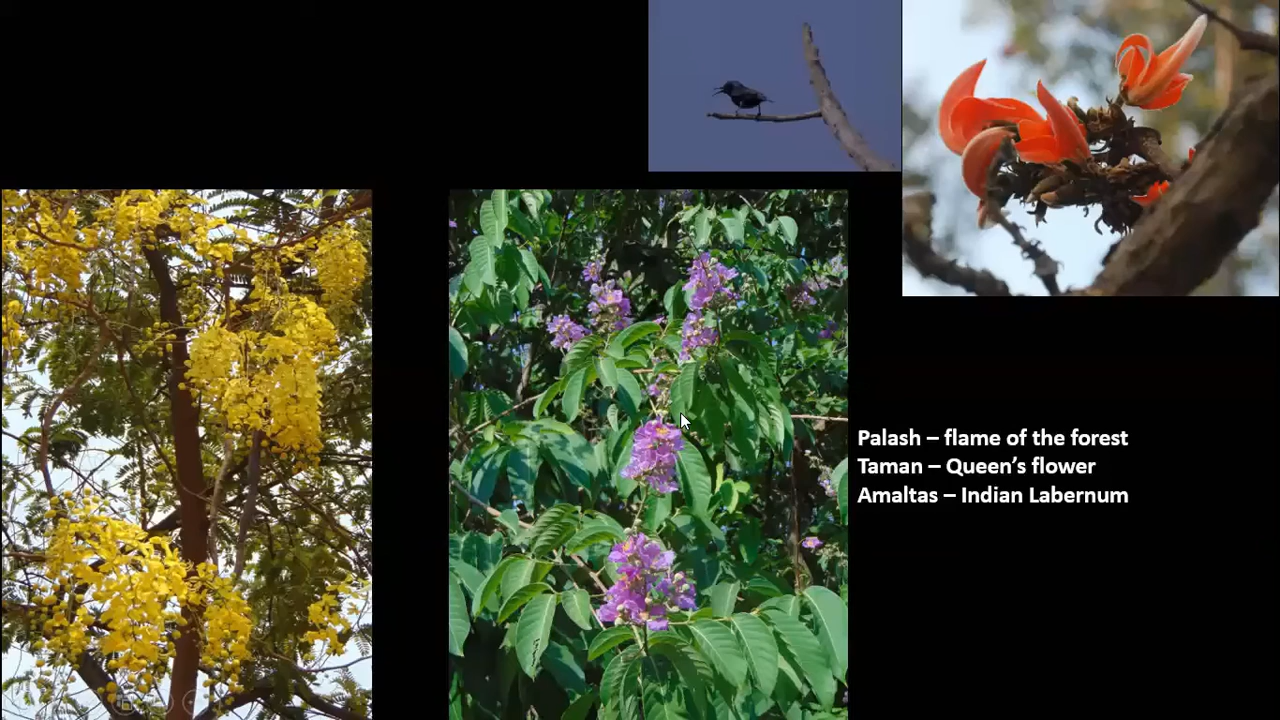 Palash – flame of the forest
Taman – Queen’s flower
Amaltas – Indian Labernum